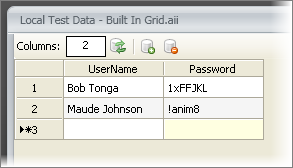 Local Test Data - Built In Grid.aii
Columns: 2
UserName Password
1 Bob Tonga 1xFFJKL
2 Maude Johnson !anim8
▶*3